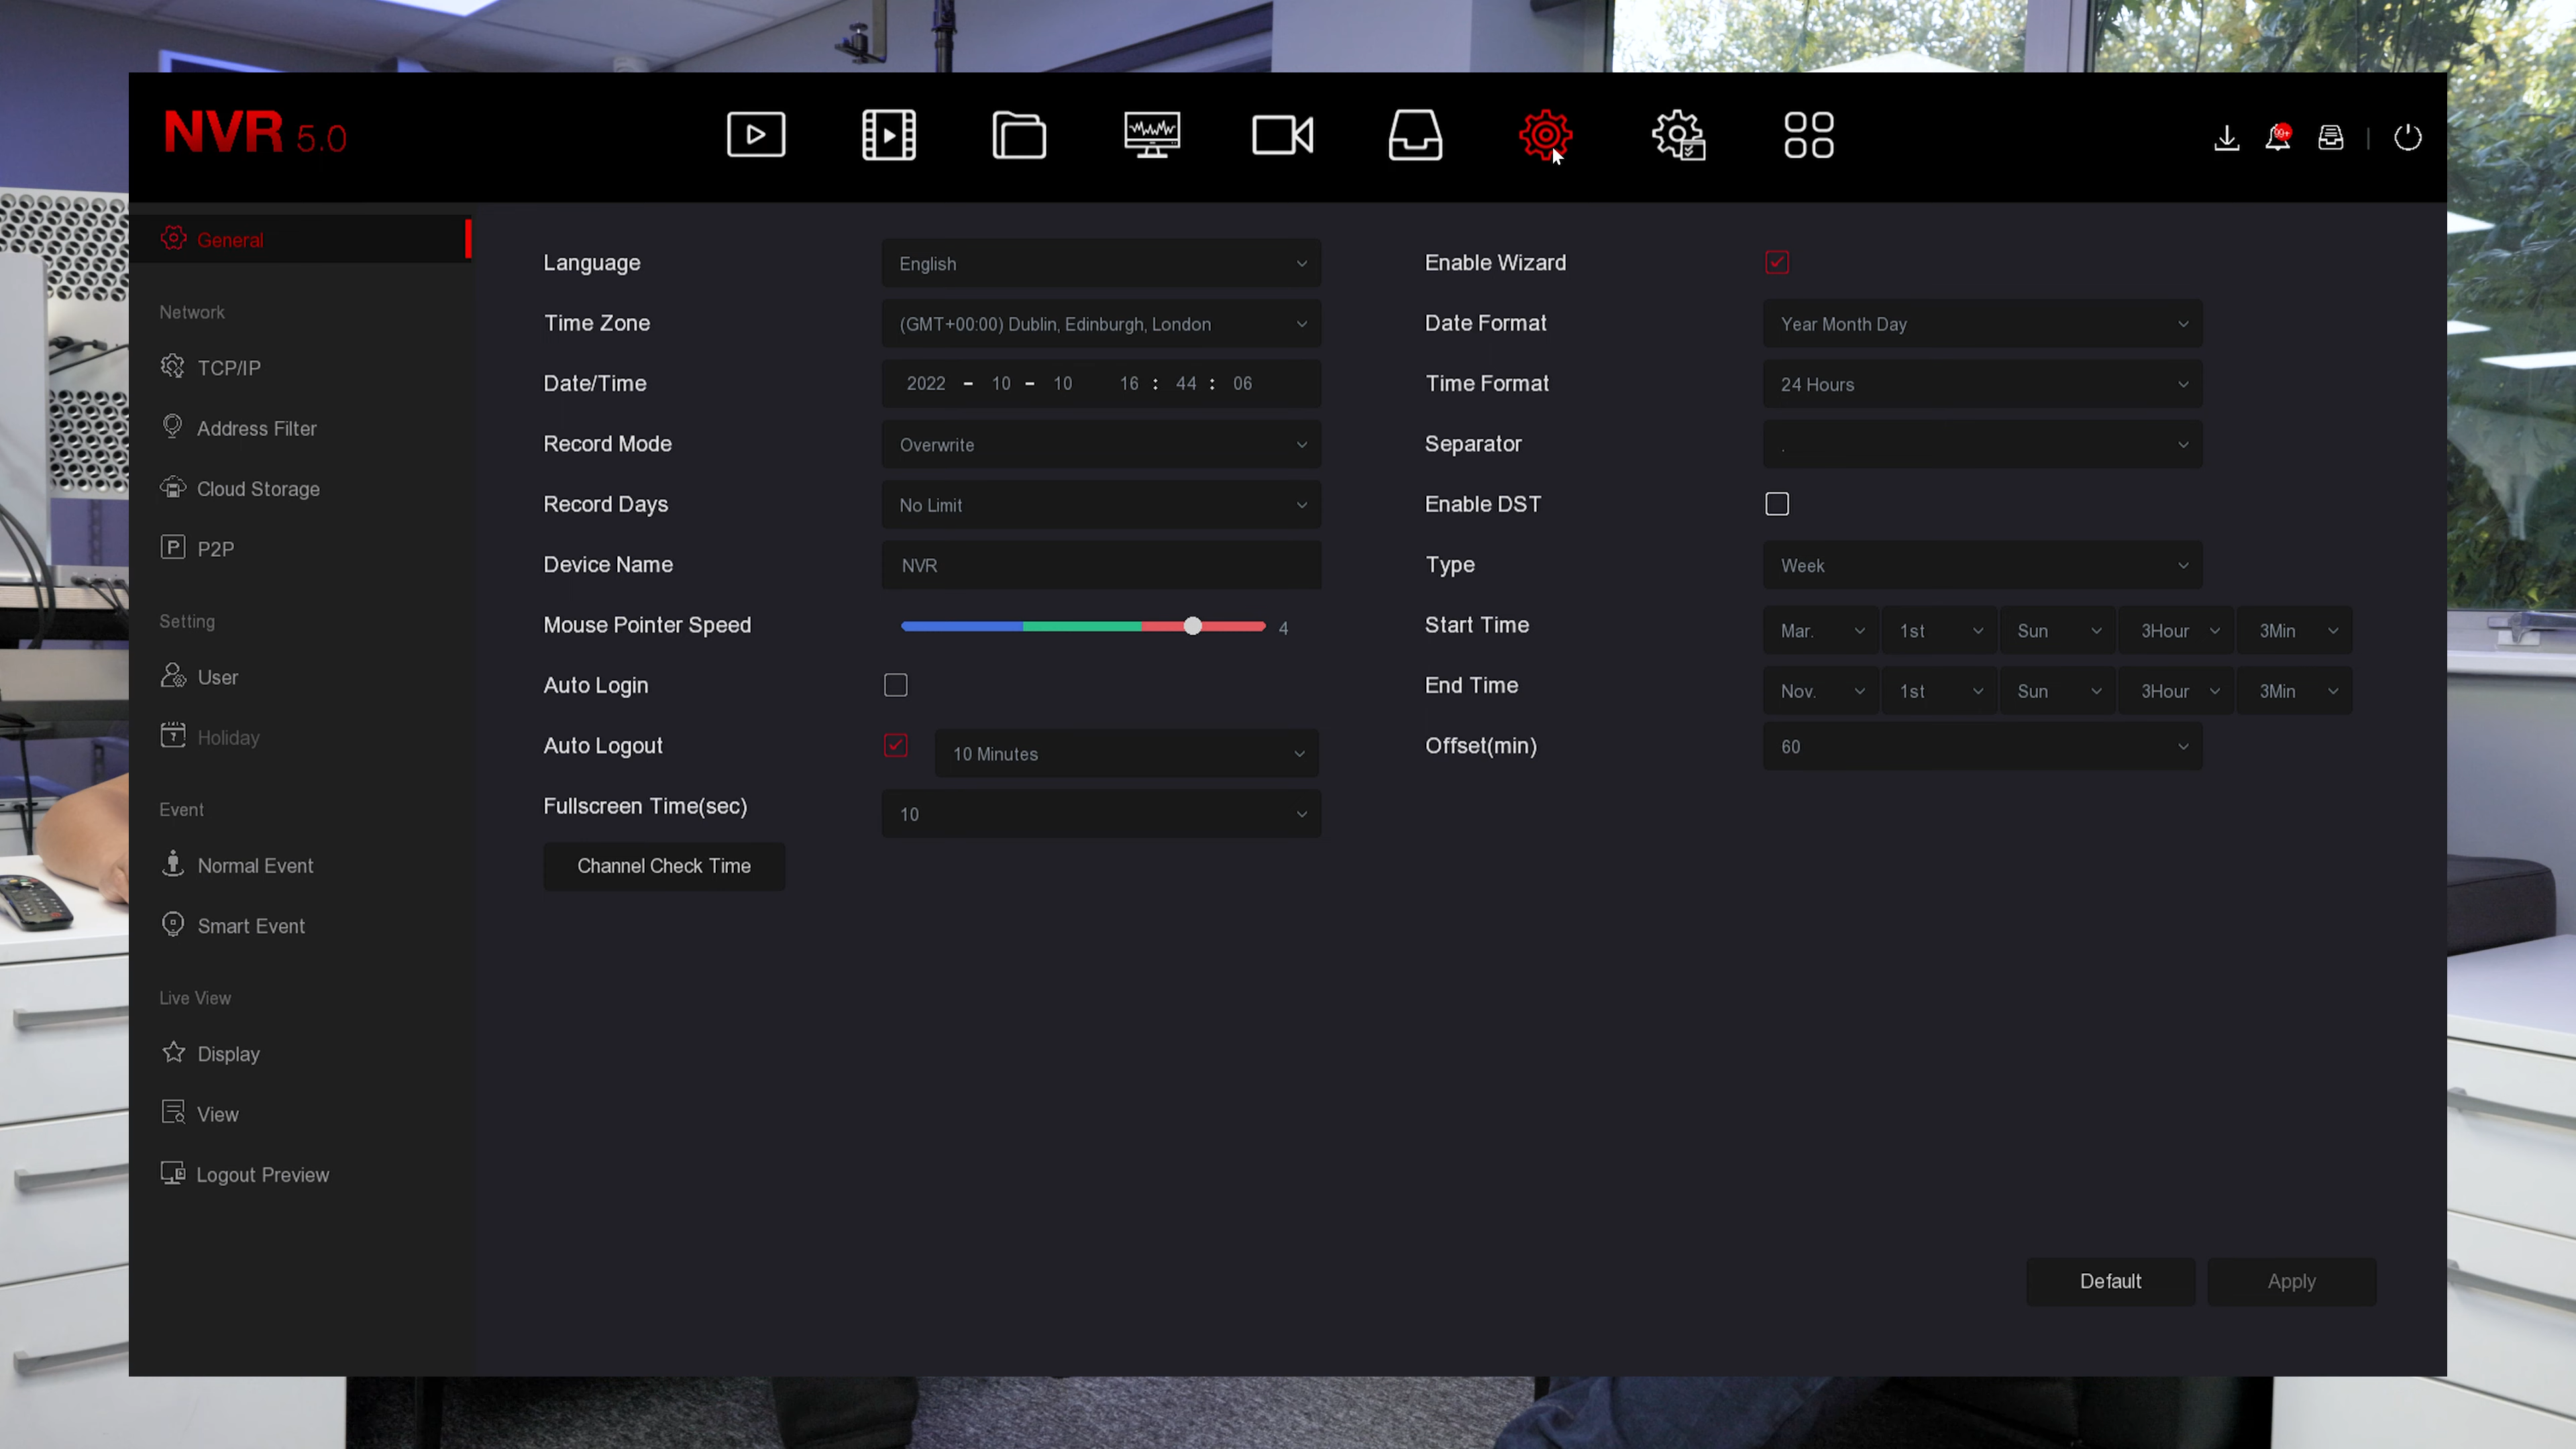 NVR 5.0
99+
General
Network
TCP/IP
Address Filter
Cloud Storage
P P2P
Setting
User
7 Holiday
Event
Normal Event
Smart Event
Live View
Display
View
Logout Preview
Language English
Time Zone (GMT+00:00) Dublin, Edinburgh, London
Date/Time 2022 - 10 - 10 16 : 44 : 06
Record Mode Overwrite
Record Days No Limit
Device Name NVR
Mouse Pointer Speed 4
Auto Login
Auto Logout 10 Minutes
Fullscreen Time(sec) 10
Channel Check Time
Enable Wizard
Date Format Year Month Day
Time Format 24 Hours
Separator .
Enable DST
Type Week
Start Time Mar. 1st Sun 3Hour 3Min
End Time Nov. 1st Sun 3Hour 3Min
Offset(min) 60
Default Apply